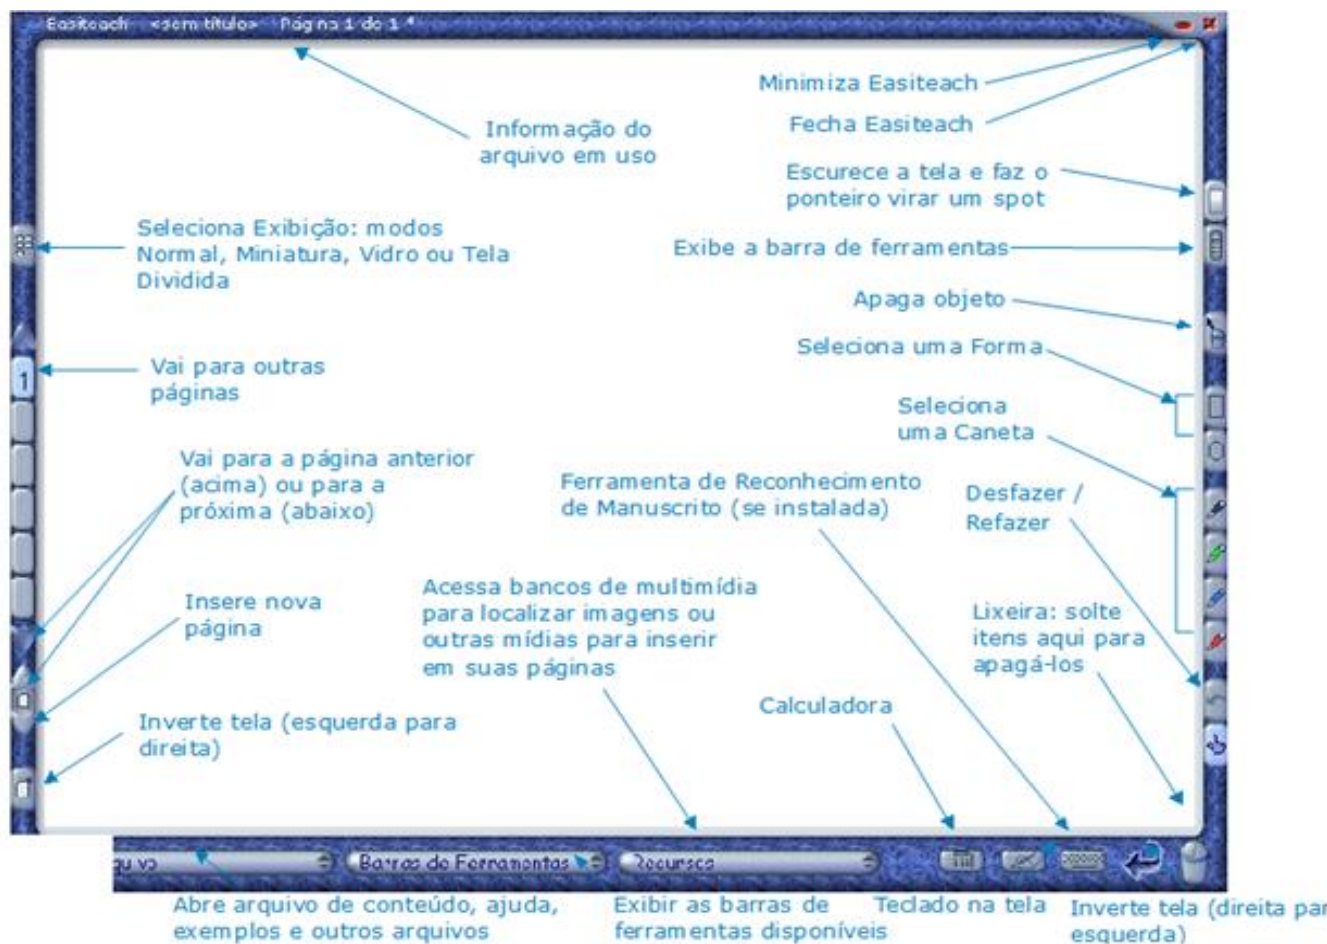 Easiteach <sem título> Página 1 de 1 *
Minimiza Easiteach
Fecha Easiteach
Informação do
arquivo em uso
Escurece a tela e faz o
ponteiro virar um spot
Seleciona Exibição: modos
Normal, Miniatura, Vidro ou Tela
Dividida
Exibe a barra de ferramentas
Apaga objeto
Seleciona uma Forma
Vai para outras
páginas
1
Seleciona
uma Caneta
Vai para a página anterior
(acima) ou para a
próxima (abaixo)
Ferramenta de Reconhecimento
de Manuscrito (se instalada)
Desfazer /
Refazer
Acessa bancos de multimídia
para localizar imagens ou
outras mídias para inserir
em suas páginas
Insere nova
página
Lixeira: solte
itens aqui para
apagá-los
Calculadora
Inverte tela (esquerda para
direita)
quivo
Barras de Ferramentas
Recursos
Abre arquivo de conteúdo, ajuda,
exemplos e outros arquivos
Exibir as barras de
ferramentas disponíveis
Teclado na tela
Inverte tela (direita par
esquerda)